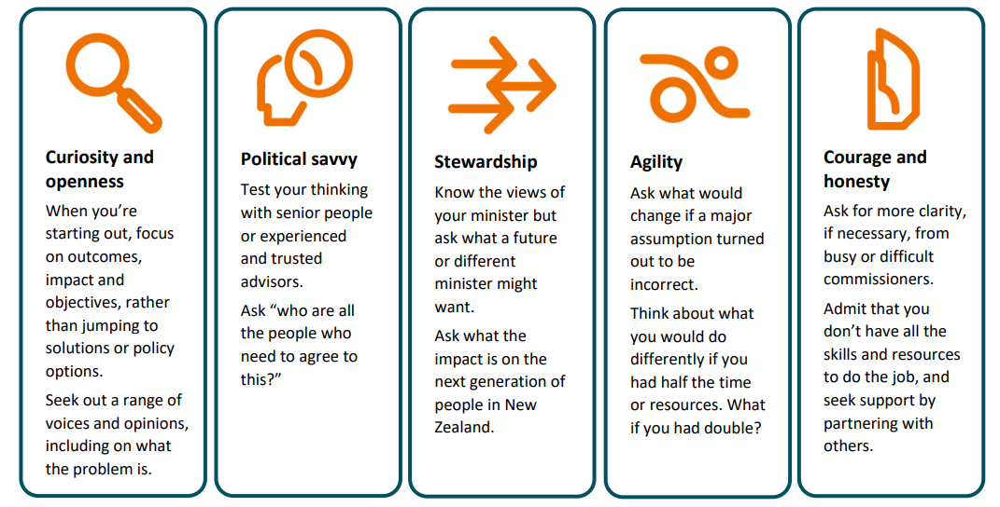 Curiosity and
openness
When you’re
starting out, focus
on outcomes,
impact and
objectives, rather
than jumping to
solutions or policy
options.
Seek out a range of
voices and opinions,
including on what
the problem is.
Political savvy
Test your thinking
with senior people
or experienced
and trusted
advisors.
Ask “who are all
the people who
need to agree to
this?”
Stewardship
Know the views of
your minister but
ask what a future
or different
minister might
want.
Ask what the
impact is on the
next generation of
people in New
Zealand.
Agility
Ask what would
change if a major
assumption turned
out to be
incorrect.
Think about what
you would do
differently if you
had half the time
or resources. What
if you had double?
Courage and
honesty
Ask for more clarity,
if necessary, from
busy or difficult
commissioners.
Admit that you
don’t have all the
skills and resources
to do the job, and
seek support by
partnering with
others.